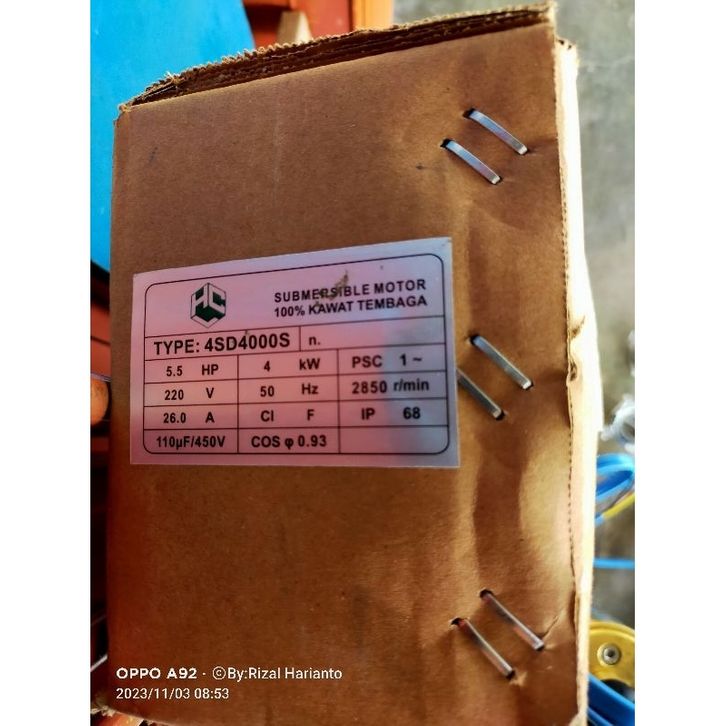 HC
SUBMERSIBLE MOTOR
100% KAWAT TEMBAGA
TYPE: 4SD4000S n.
5.5 HP 4 kW PSC 1 ~
220 V 50 Hz 2850 r/min
26.0 A Cl F IP 68
110μF/450V COS φ 0.93
OPPO A92 · ©By:Rizal Harianto
2023/11/03 08:53